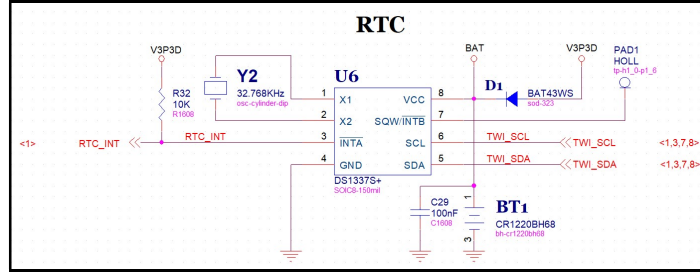 RTC
V3P3D
BAT
V3P3D
PAD1
HOLL
tp-h1_0-p1_6
Y2
32.768KHz
osc-cylinder-dip
U6
D1
BAT43WS
sod-323
R32
10K
R1608
1
X1
VCC
8
2
X2
SQW/INTB
7
<1>
RTC_INT
RTC_INT
3
INTA
SCL
6
TWI_SCL
TWI_SCL
<1,3,7,8>
4
GND
SDA
5
TWI_SDA
TWI_SDA
<1,3,7,8>
DS1337S+
SOIC8-150mil
C29
100nF
C1608
1
BT1
CR1220BH68
bh-cr1220bh68
3